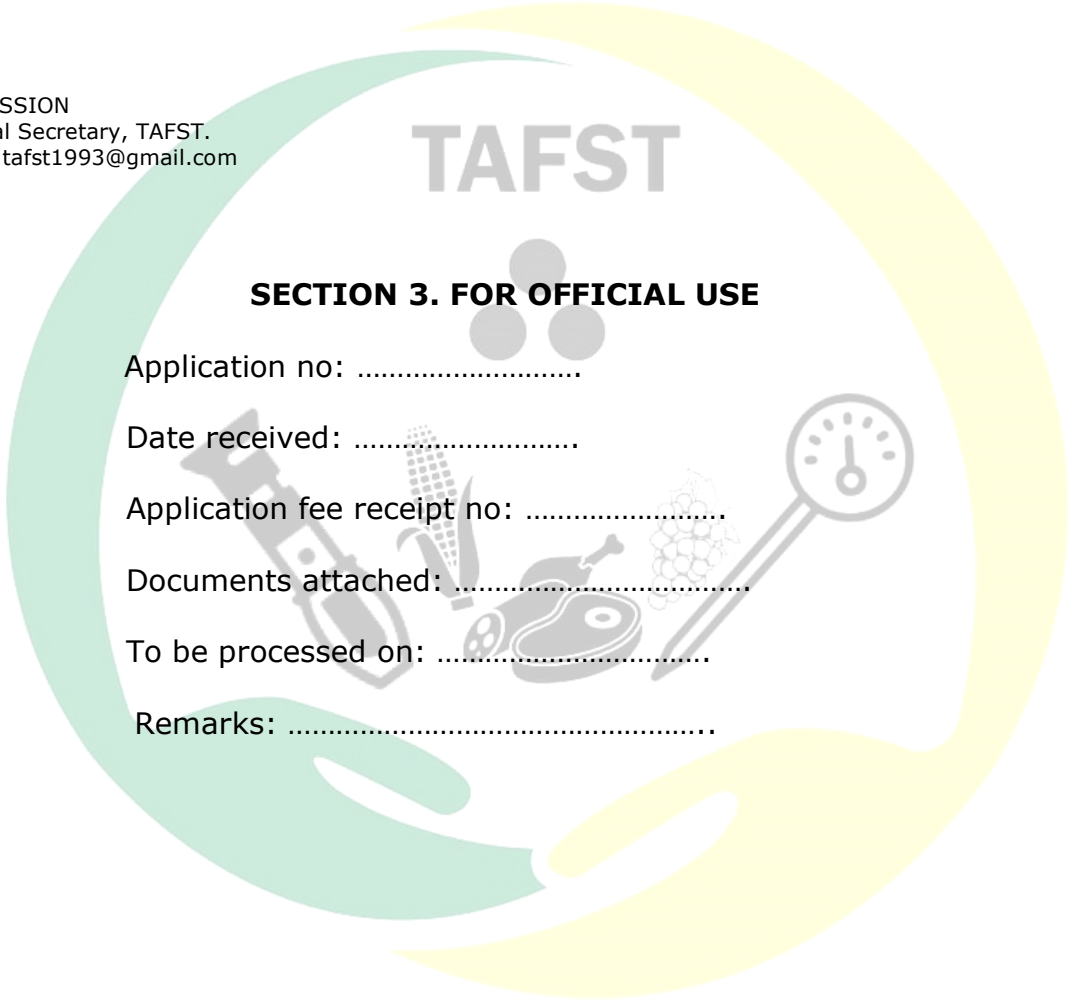 SSION
al Secretary, TAFST.
tafst1993@gmail.com
TAFST
SECTION 3. FOR OFFICIAL USE
Application no: ……………………….
Date received: ……………………….
Application fee receipt no: …………………….
Documents attached: ……………………………….
To be processed on: …………………………….
Remarks: ……………………………………………..